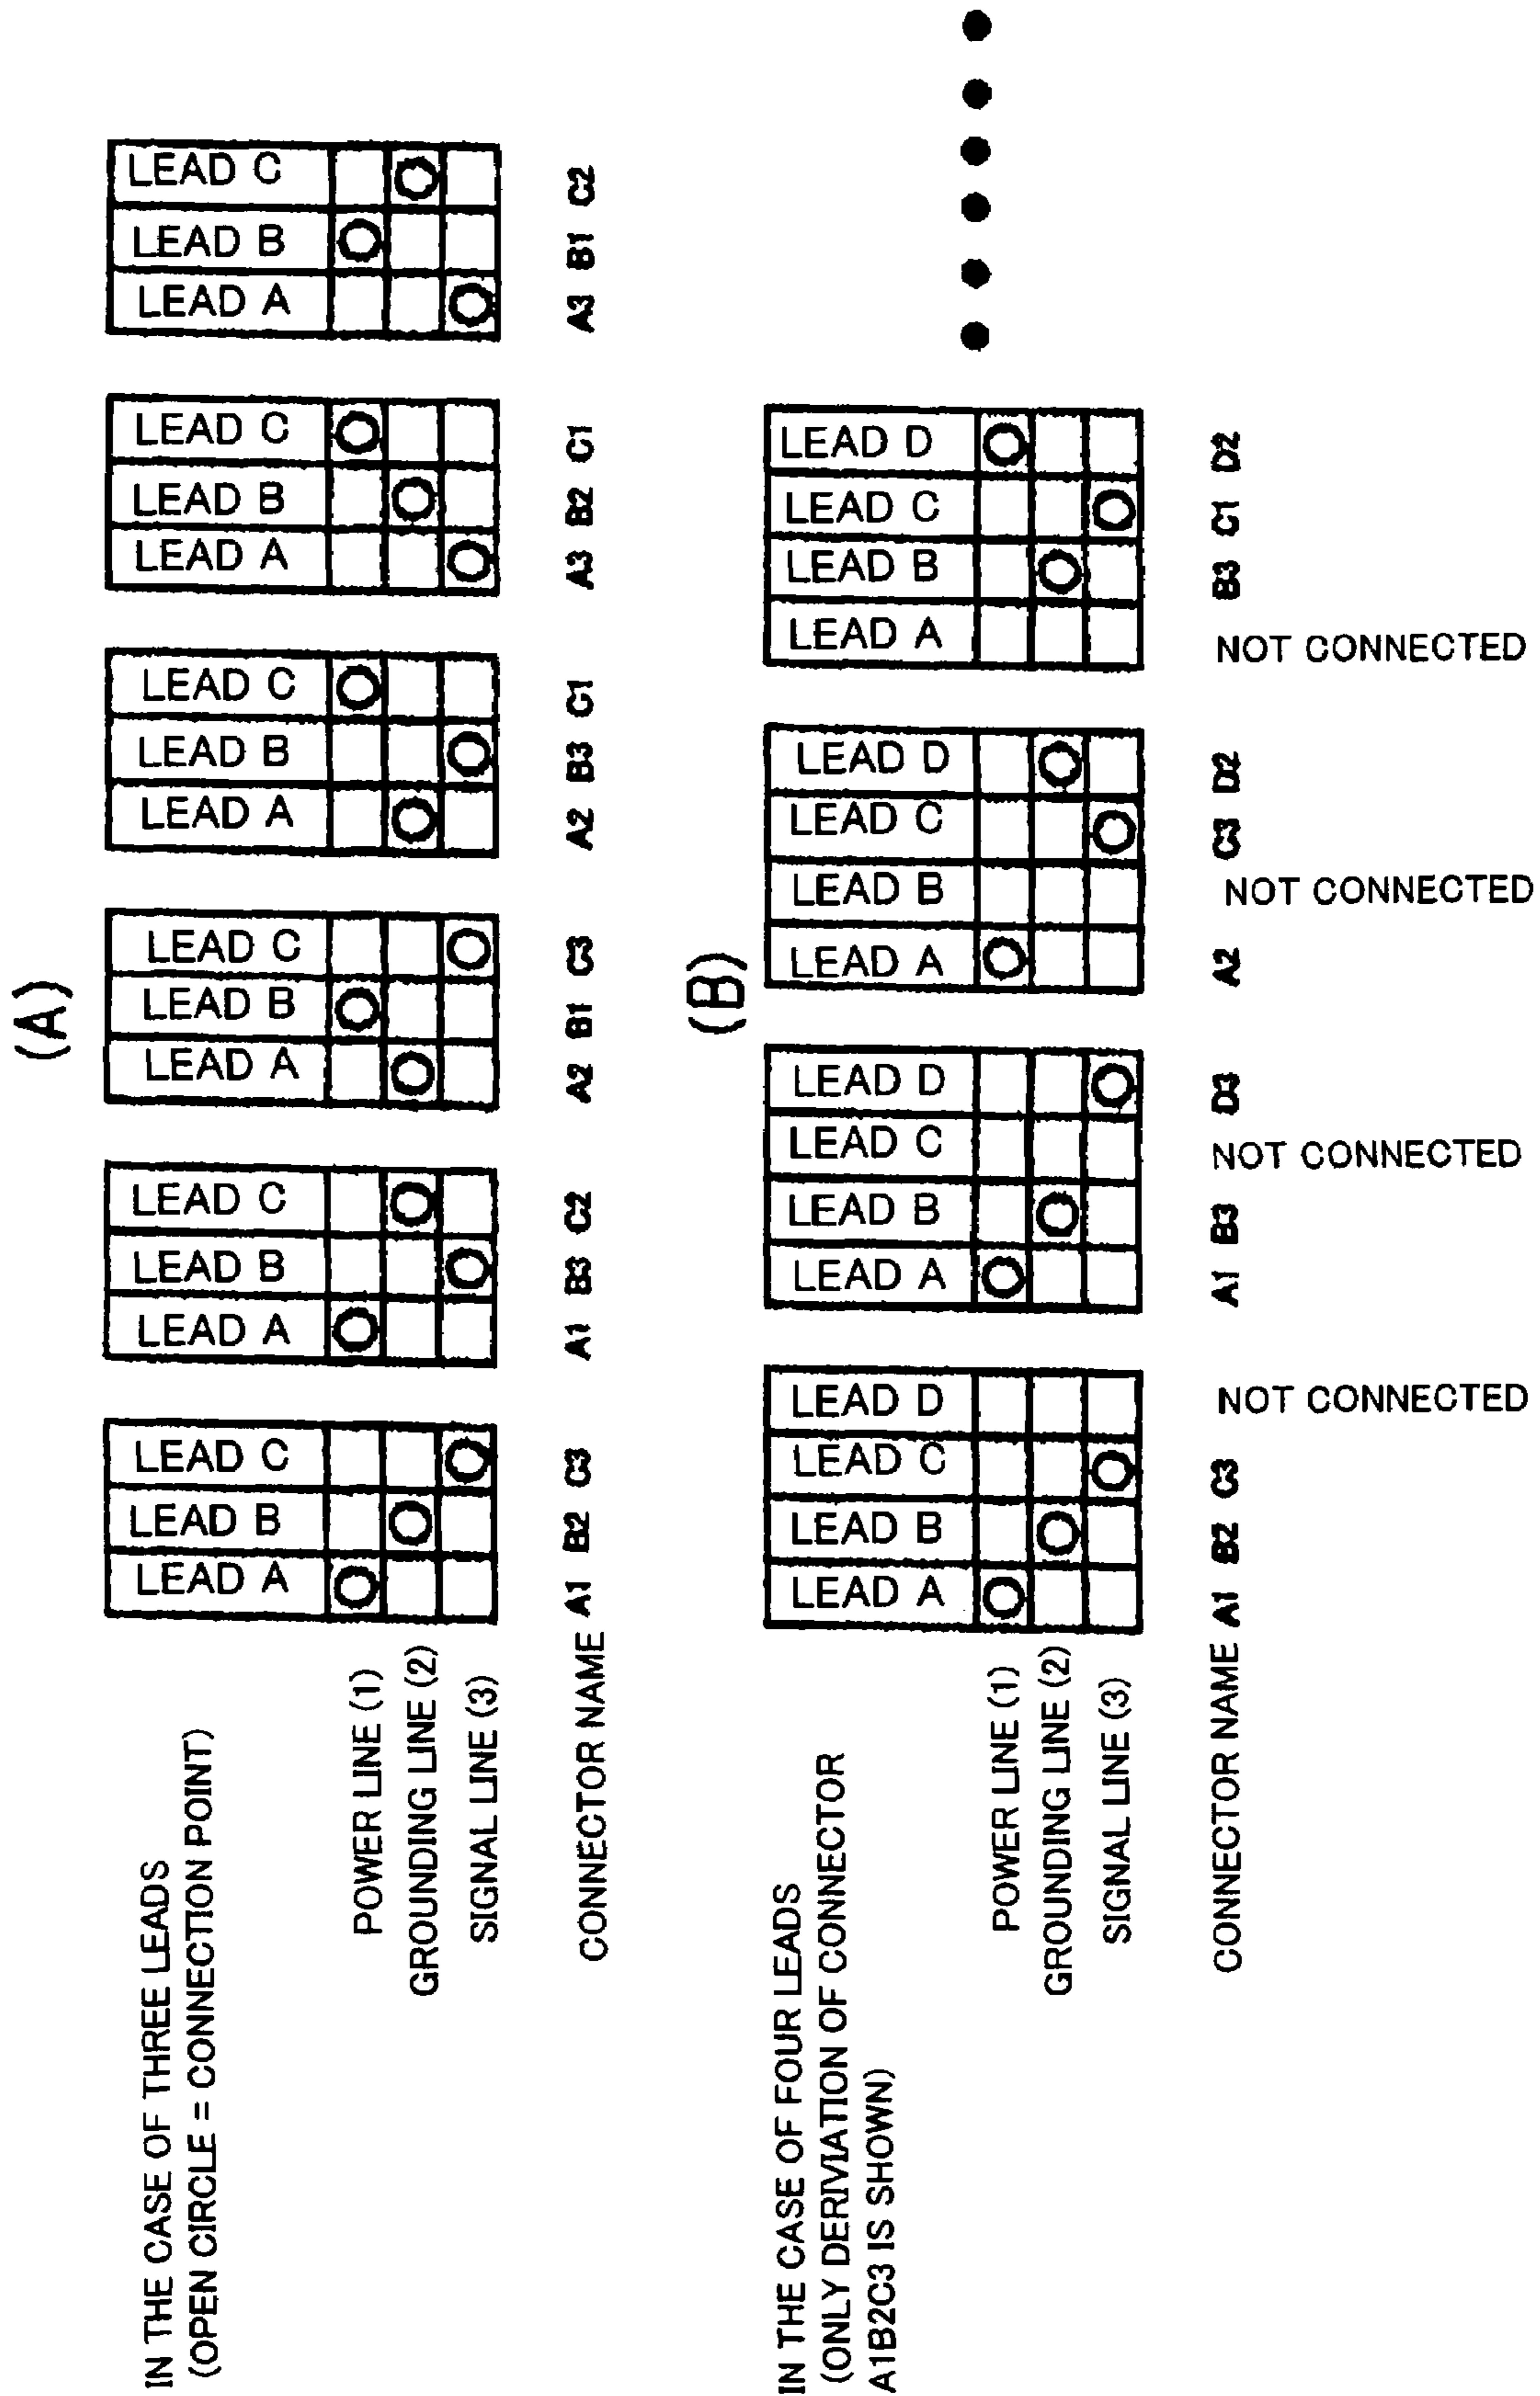 (A)
IN THE CASE OF THREE LEADS
(OPEN CIRCLE = CONNECTION POINT)
LEAD A LEAD B LEAD C
LEAD A LEAD B LEAD C
LEAD A LEAD B LEAD C
LEAD A LEAD B LEAD C
LEAD A LEAD B LEAD C
LEAD A LEAD B LEAD C
POWER LINE (1)
GROUNDING LINE (2)
SIGNAL LINE (3)
CONNECTOR NAME A1 B2 C3 A1 B3 C2 A2 B1 C3 A2 B3 C1 A3 B2 C1 A3 B1 C2
(B)
IN THE CASE OF FOUR LEADS
(ONLY DERIVIATION OF CONNECTOR
A1B2C3 IS SHOWN)
LEAD A LEAD B LEAD C LEAD D
LEAD A LEAD B LEAD C LEAD D
LEAD A LEAD B LEAD C LEAD D
LEAD A LEAD B LEAD C LEAD D
POWER LINE (1)
GROUNDING LINE (2)
SIGNAL LINE (3)
CONNECTOR NAME A1 B2 C3 NOT CONNECTED A1 B3 NOT CONNECTED D3 A2 NOT CONNECTED C3 D2 NOT CONNECTED B3 C1 D2